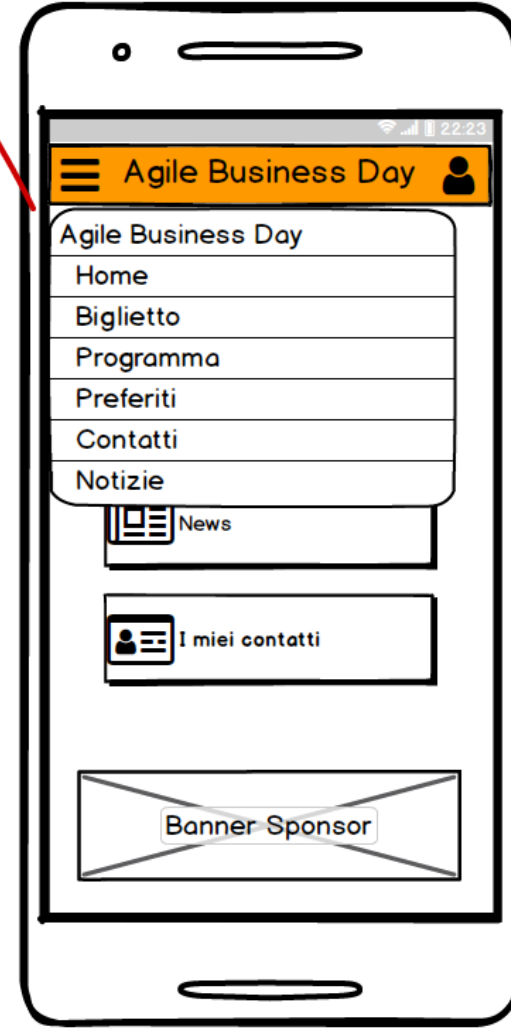 22:23
Agile Business Day
Agile Business Day
Home
Biglietto
Programma
Preferiti
Contatti
Notizie
News
I miei contatti
Banner Sponsor